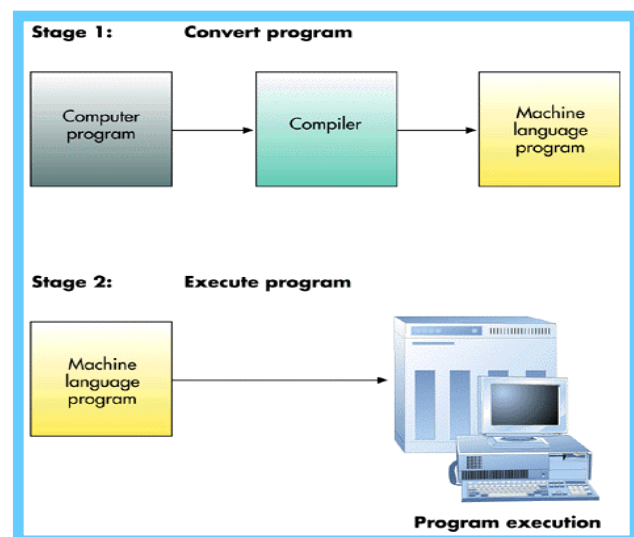 Stage 1: Convert program
Computer
program
Compiler
Machine
language
program
Stage 2: Execute program
Machine
language
program
Program execution